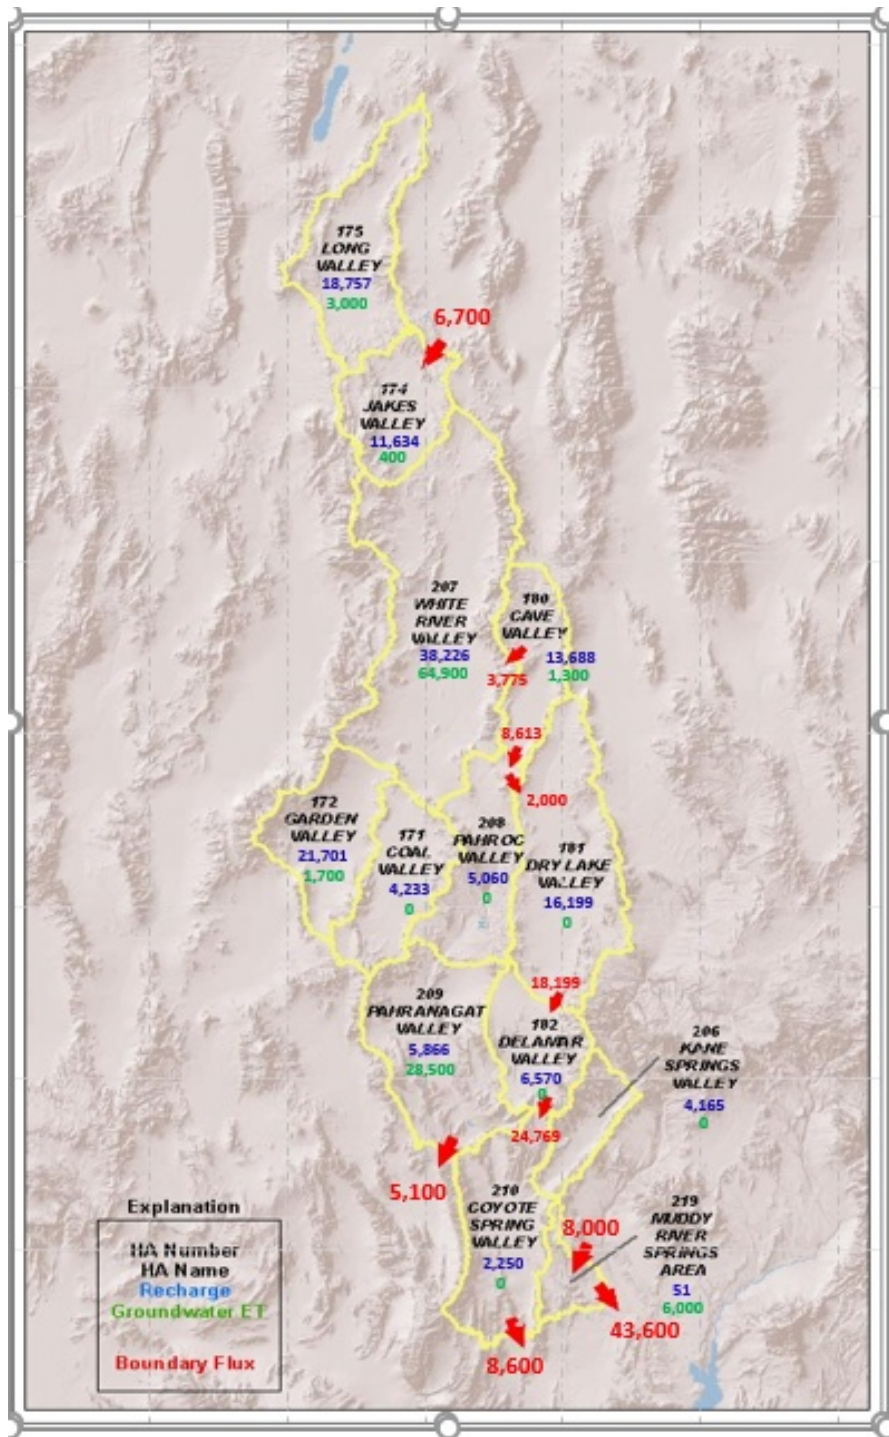 175
LONG
VALLEY
18,757
3,000
6,700
174
JAKES
VALLEY
11,634
400
207
WHITE
RIVER
VALLEY
38,226
64,900
180
CAVE
VALLEY
13,688
1,300
3,775
8,613
2,000
172
GARDEN
VALLEY
21,701
1,700
171
COAL
VALLEY
4,233
0
208
PAHROC
VALLEY
5,060
0
181
DRY LAKE
VALLEY
16,199
0
18,199
209
PAHRANAGAT
VALLEY
5,866
28,500
182
DELAMAR
VALLEY
6,570
0
24,769
206
KANE
SPRINGS
VALLEY
4,165
0
5,100
210
COYOTE
SPRING
VALLEY
2,250
0
8,000
219
MUDDY
RIVER
SPRINGS
AREA
51
6,000
43,600
8,600
Explanation
HA Number
HA Name
Recharge
Groundwater ET
Boundary Flux